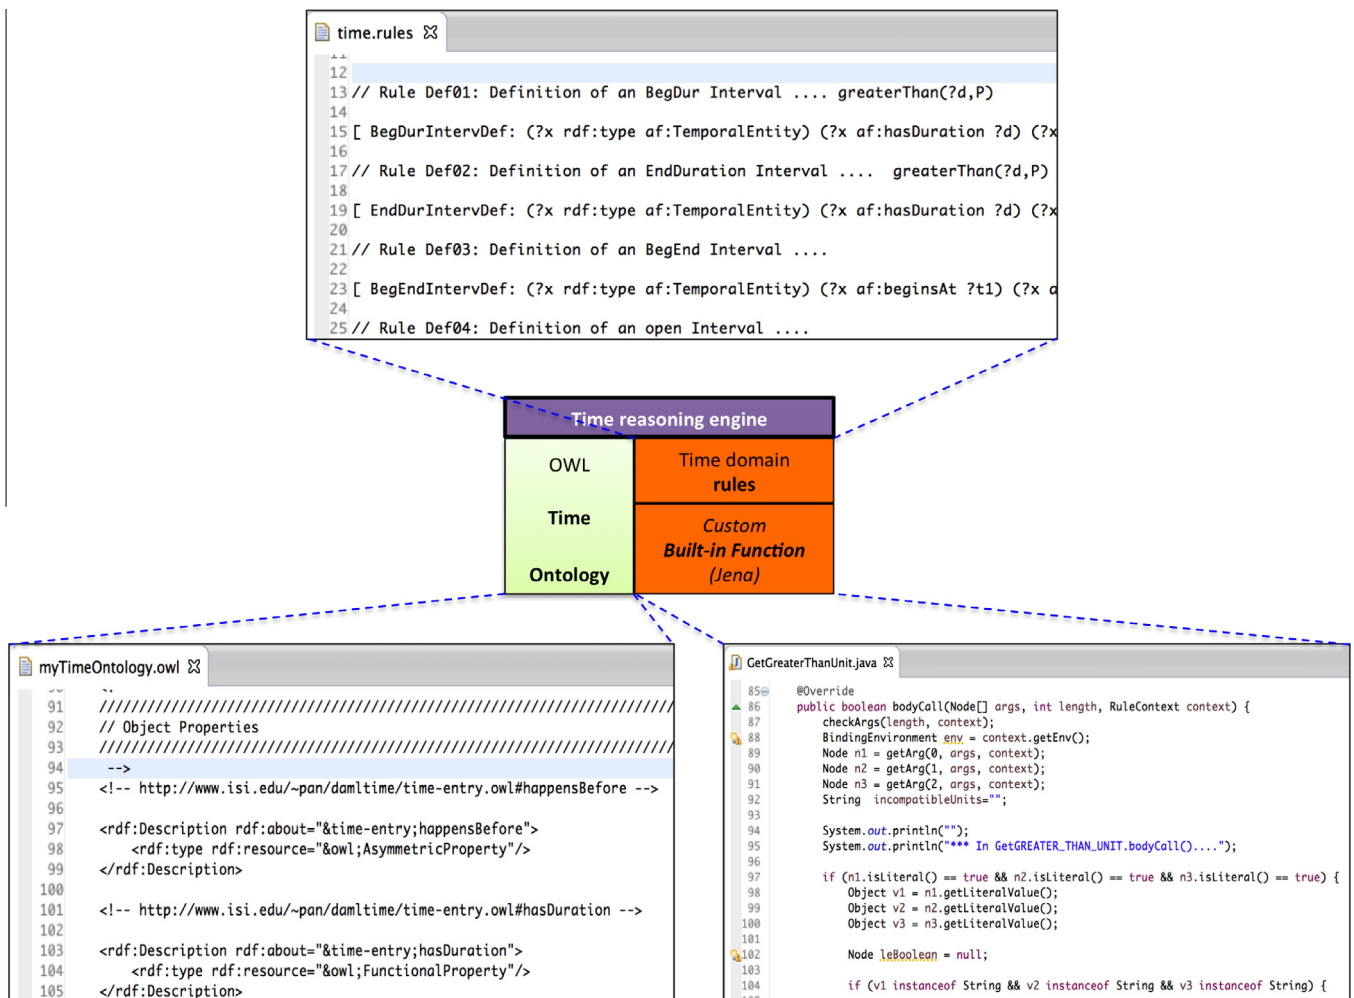 time.rules
12
13 // Rule Def01: Definition of an BegDur Interval .... greaterThan(?d,P)
14
15 [ BegDurIntervDef: (?x rdf:type af:TemporalEntity) (?x af:hasDuration ?d) (?x
16
17 // Rule Def02: Definition of an EndDuration Interval .... greaterThan(?d,P)
18
19 [ EndDurIntervDef: (?x rdf:type af:TemporalEntity) (?x af:hasDuration ?d) (?x
20
21 // Rule Def03: Definition of an BegEnd Interval ....
22
23 [ BegEndIntervDef: (?x rdf:type af:TemporalEntity) (?x af:beginsAt ?t1) (?x a
24
25 // Rule Def04: Definition of an open Interval ....
Time reasoning engine
OWL
Time
Ontology
Time domain
rules
Custom
Built-in Function
(Jena)
myTimeOntology.owl
91 ////////////////////////////////////////////////////////////////////////
92 // Object Properties
93 ////////////////////////////////////////////////////////////////////////
94 -->
95 <!-- http://www.isi.edu/~pan/damltime/time-entry.owl#happensBefore -->
96
97 <rdf:Description rdf:about="&time-entry;happensBefore">
98 <rdf:type rdf:resource="&owl;AsymmetricProperty"/>
99 </rdf:Description>
100
101 <!-- http://www.isi.edu/~pan/damltime/time-entry.owl#hasDuration -->
102
103 <rdf:Description rdf:about="&time-entry;hasDuration">
104 <rdf:type rdf:resource="&owl;FunctionalProperty"/>
105 </rdf:Description>
GetGreaterThanUnit.java
85 @Override
86 public boolean bodyCall(Node[] args, int length, RuleContext context) {
87 checkArgs(length, context);
88 BindingEnvironment env = context.getEnv();
89 Node n1 = getArg(0, args, context);
90 Node n2 = getArg(1, args, context);
91 Node n3 = getArg(2, args, context);
92 String incompatibleUnits="";
93
94 System.out.println("");
95 System.out.println("*** In GetGREATER_THAN_UNIT.bodyCall()....");
96
97 if (n1.isLiteral() == true && n2.isLiteral() == true && n3.isLiteral() == true) {
98 Object v1 = n1.getLiteralValue();
99 Object v2 = n2.getLiteralValue();
100 Object v3 = n3.getLiteralValue();
101
102 Node leBoolean = null;
103
104 if (v1 instanceof String && v2 instanceof String && v3 instanceof String) {